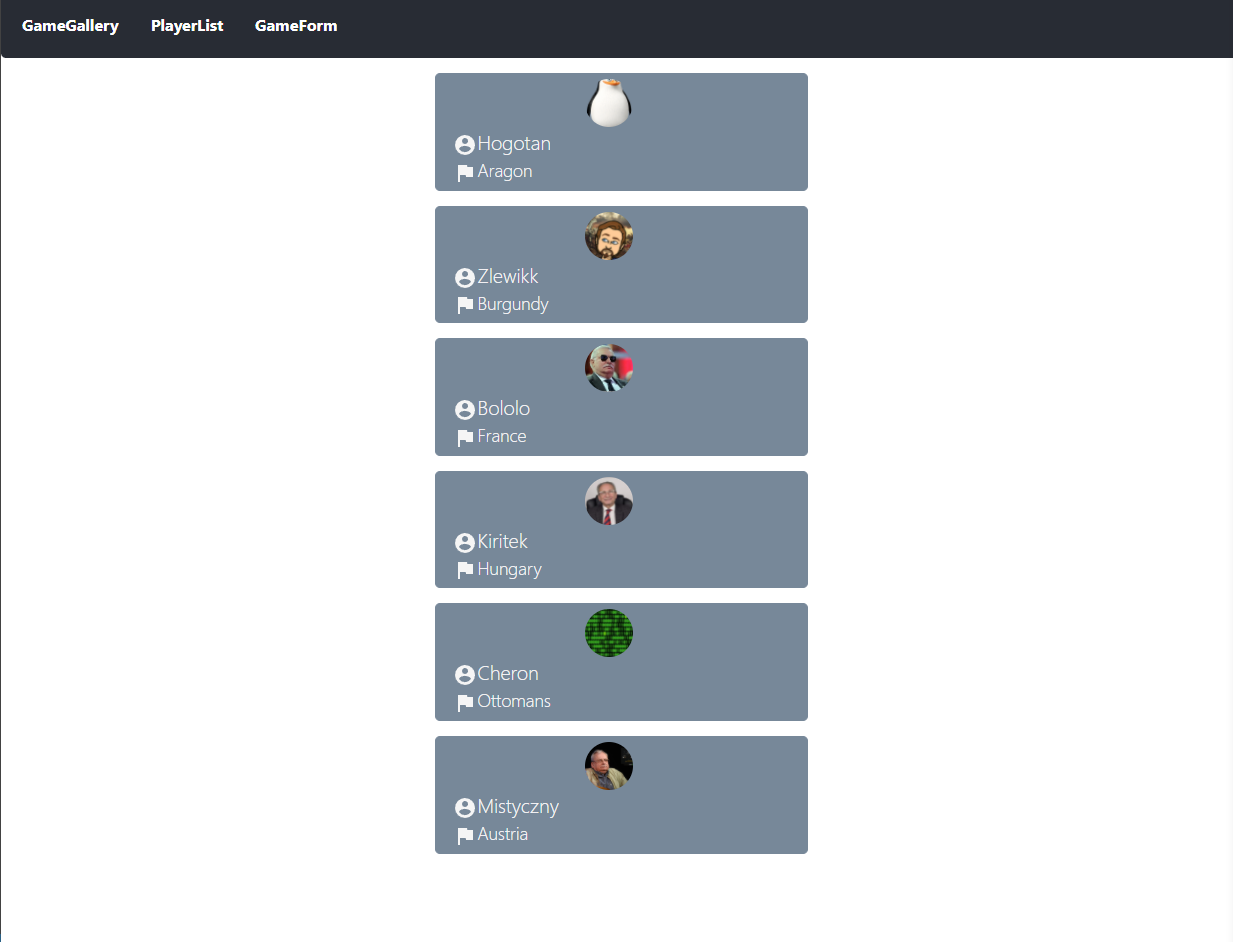 GameGallery PlayerList GameForm
Hogotan
Aragon
Zlewikk
Burgundy
Bololo
France
Kiritek
Hungary
Cheron
Ottomans
Mistyczny
Austria